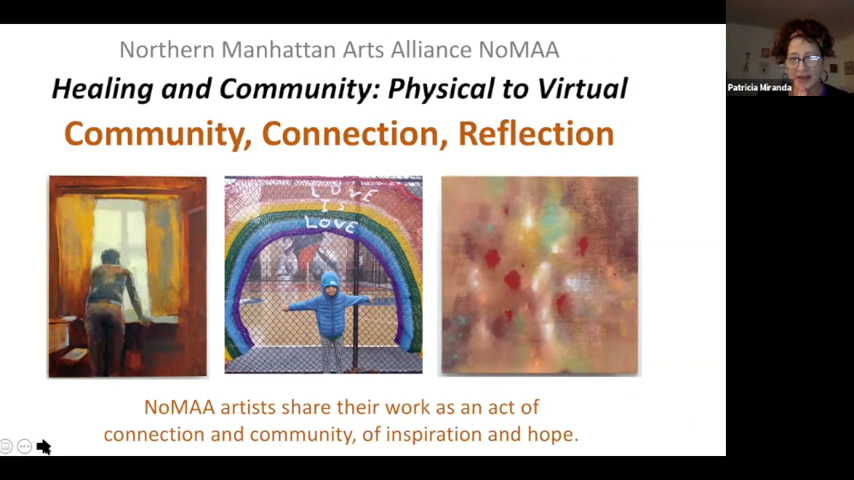 Northern Manhattan Arts Alliance NoMAA
Healing and Community: Physical to Virtual
Community, Connection, Reflection
LOVE
IS
LOVE
NoMAA artists share their work as an act of
connection and community, of inspiration and hope.
Patricia Miranda